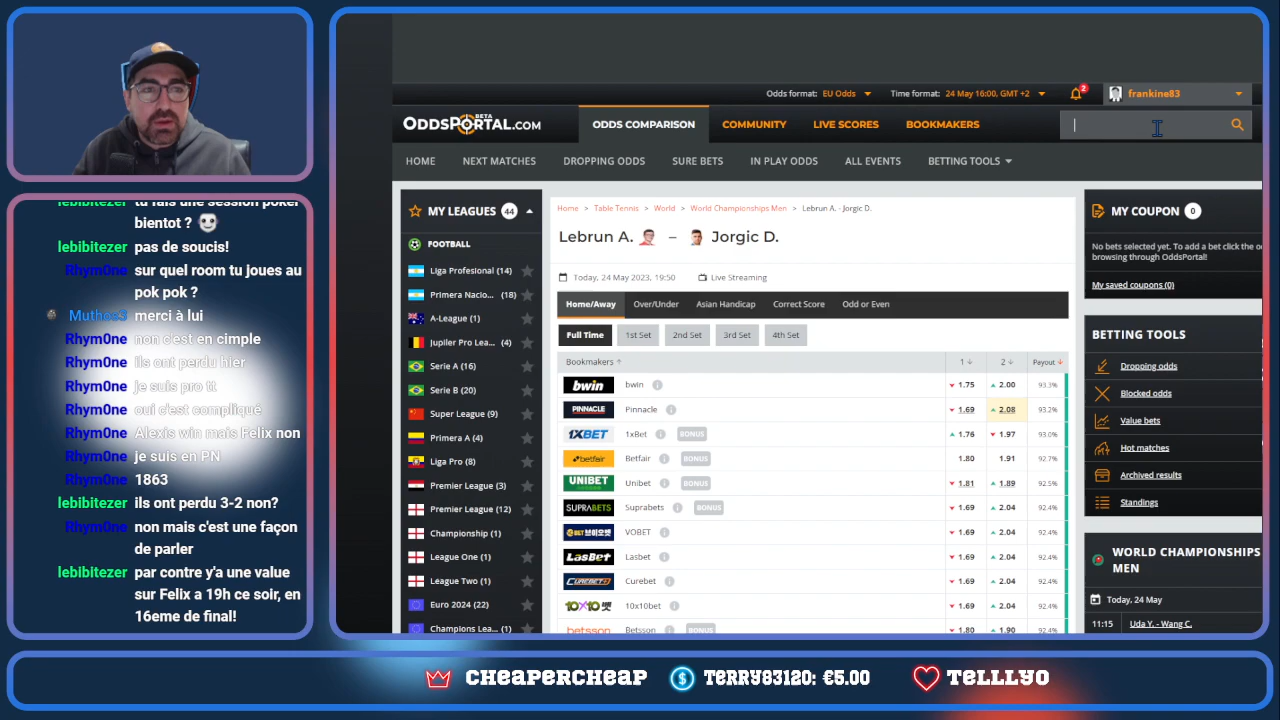 lebibitezer tu fais une session poker
bientot ?
lebibitezer pas de soucis!
Rhym0ne sur quel room tu joues au
pok pok ?
Muthos3 merci à lui
Rhym0ne non c'est en cimple
Rhym0ne Ils ont perdu hier
Rhym0ne je suis pro tt
Rhym0ne oui c'est compliqué
Rhym0ne Alexis win mais Felix non
Rhym0ne je suis en PN
Rhym0ne 1863
lebibitezer ils ont perdu 3-2 non?
Rhym0ne non mais c'est une façon
de parler
lebibitezer par contre y'a une value
sur Felix a 19h ce soir, en
16eme de final!
Odds format: EU Odds
Time format: 24 May 16:00, GMT +2
2
frankine83
ODDSPORTAL.COM
BETA
ODDS COMPARISON
COMMUNITY
LIVE SCORES
BOOKMAKERS
HOME
NEXT MATCHES
DROPPING ODDS
SURE BETS
IN PLAY ODDS
ALL EVENTS
BETTING TOOLS
MY LEAGUES 44
FOOTBALL
Liga Profesional (14)
Primera Nacio... (18)
A-League (1)
Jupiler Pro Lea... (4)
Serie A (16)
Serie B (20)
Super League (9)
Primera A (4)
Liga Pro (8)
Premier League (3)
Premier League (12)
Championship (1)
League One (1)
League Two (1)
Euro 2024 (22)
Champions Lea... (1)
Home > Table Tennis > World > World Championships Men > Lebrun A. - Jorgic D.
Lebrun A. – Jorgic D.
Today, 24 May 2023, 19:50
Live Streaming
Home/Away
Over/Under
Asian Handicap
Correct Score
Odd or Even
Full Time
1st Set
2nd Set
3rd Set
4th Set
Bookmakers 1 2 Payout
bwin bwin 1.75 2.00 93.3%
PINNACLE Pinnacle 1.69 2.08 93.2%
1XBET 1xBet BONUS 1.76 1.97 93.0%
betfair Betfair BONUS 1.80 1.91 92.7%
UNIBET Unibet BONUS 1.81 1.89 92.5%
SUPRABETS Suprabets BONUS 1.69 2.04 92.4%
VOBET 1.69 2.04 92.4%
LasBet Lasbet 1.69 2.04 92.4%
CUREBET Curebet 1.69 2.04 92.4%
10X10 벳 10x10bet 1.69 2.04 92.4%
betsson Betsson BONUS 1.80 1.90 92.4%
MY COUPON 0
No bets selected yet. To add a bet click the o
browsing through OddsPortal!
My saved coupons (0)
BETTING TOOLS
Dropping odds
Blocked odds
Value bets
Hot matches
Archived results
Standings
WORLD CHAMPIONSHIPS
MEN
Today, 24 May
11:15 Uda Y. - Wang C.
CHEAPERCHEAP
TERRY83120: €5.00
TELLLYO